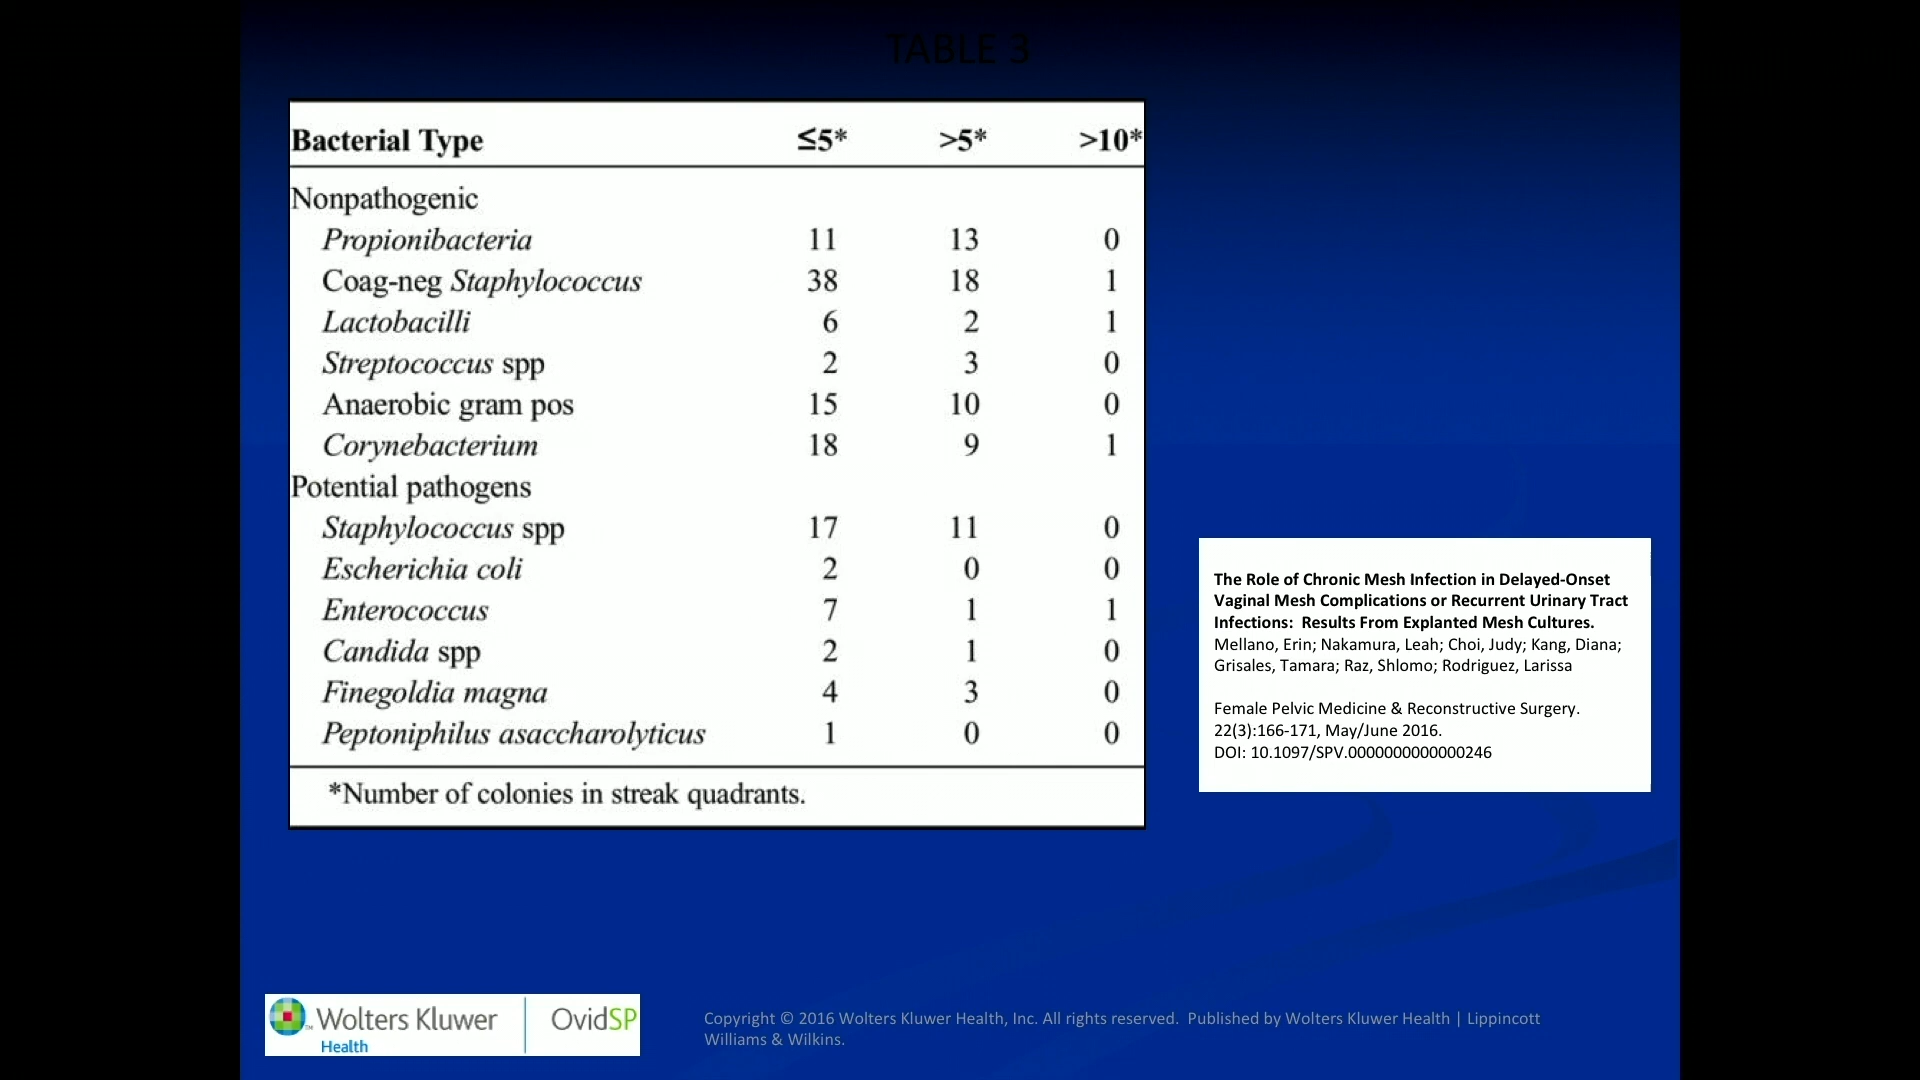 TABLE 3
Bacterial Type ≤5* >5* >10*
Nonpathogenic
Propionibacteria 11 13 0
Coag-neg Staphylococcus 38 18 1
Lactobacilli 6 2 1
Streptococcus spp 2 3 0
Anaerobic gram pos 15 10 0
Corynebacterium 18 9 1
Potential pathogens
Staphylococcus spp 17 11 0
Escherichia coli 2 0 0
Enterococcus 7 1 1
Candida spp 2 1 0
Finegoldia magna 4 3 0
Peptoniphilus asaccharolyticus 1 0 0
*Number of colonies in streak quadrants.
The Role of Chronic Mesh Infection in Delayed-Onset
Vaginal Mesh Complications or Recurrent Urinary Tract
Infections: Results From Explanted Mesh Cultures.
Mellano, Erin; Nakamura, Leah; Choi, Judy; Kang, Diana;
Grisales, Tamara; Raz, Shlomo; Rodriguez, Larissa
Female Pelvic Medicine & Reconstructive Surgery.
22(3):166-171, May/June 2016.
DOI: 10.1097/SPV.0000000000000246
Wolters Kluwer
Health
OvidSP
Copyright © 2016 Wolters Kluwer Health, Inc. All rights reserved. Published by Wolters Kluwer Health | Lippincott
Williams & Wilkins.